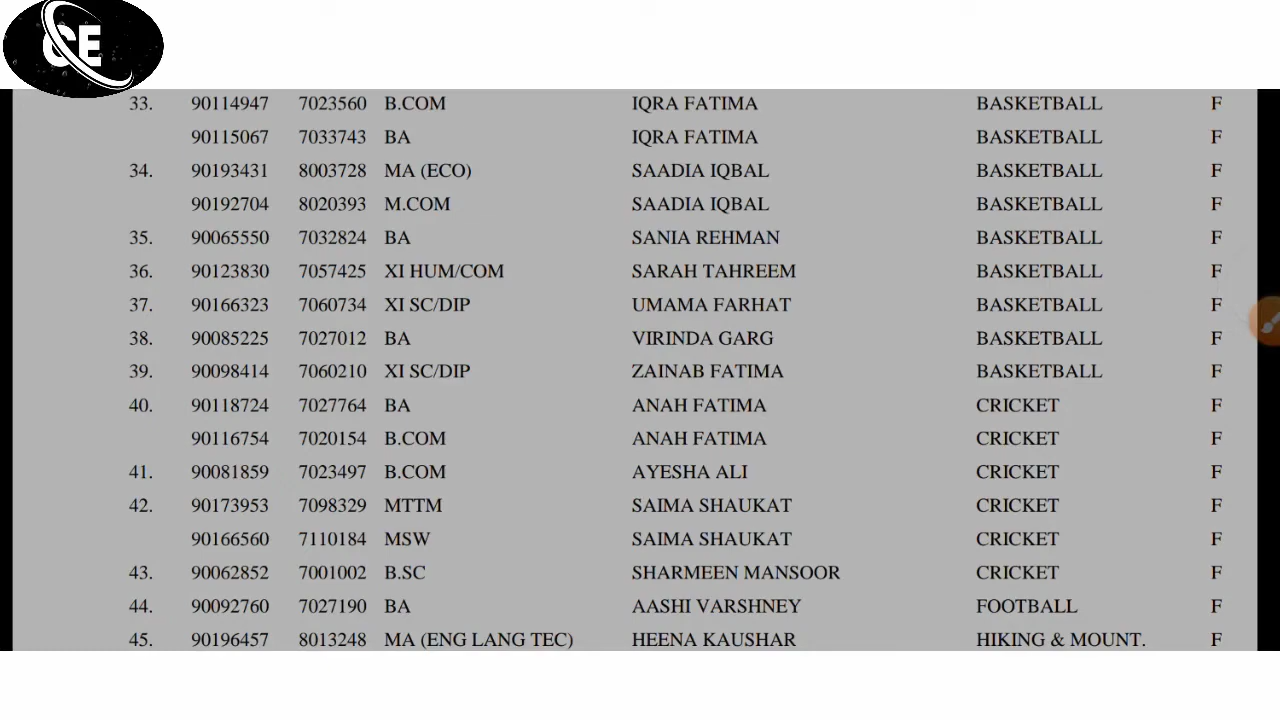 CE
33. 90114947 7023560 B.COM IQRA FATIMA BASKETBALL F
90115067 7033743 BA IQRA FATIMA BASKETBALL F
34. 90193431 8003728 MA (ECO) SAADIA IQBAL BASKETBALL F
90192704 8020393 M.COM SAADIA IQBAL BASKETBALL F
35. 90065550 7032824 BA SANIA REHMAN BASKETBALL F
36. 90123830 7057425 XI HUM/COM SARAH TAHREEM BASKETBALL F
37. 90166323 7060734 XI SC/DIP UMAMA FARHAT BASKETBALL F
38. 90085225 7027012 BA VIRINDA GARG BASKETBALL F
39. 90098414 7060210 XI SC/DIP ZAINAB FATIMA BASKETBALL F
40. 90118724 7027764 BA ANAH FATIMA CRICKET F
90116754 7020154 B.COM ANAH FATIMA CRICKET F
41. 90081859 7023497 B.COM AYESHA ALI CRICKET F
42. 90173953 7098329 MTTM SAIMA SHAUKAT CRICKET F
90166560 7110184 MSW SAIMA SHAUKAT CRICKET F
43. 90062852 7001002 B.SC SHARMEEN MANSOOR CRICKET F
44. 90092760 7027190 BA AASHI VARSHNEY FOOTBALL F
45. 90196457 8013248 MA (ENG LANG TEC) HEENA KAUSHAR HIKING & MOUNT. F